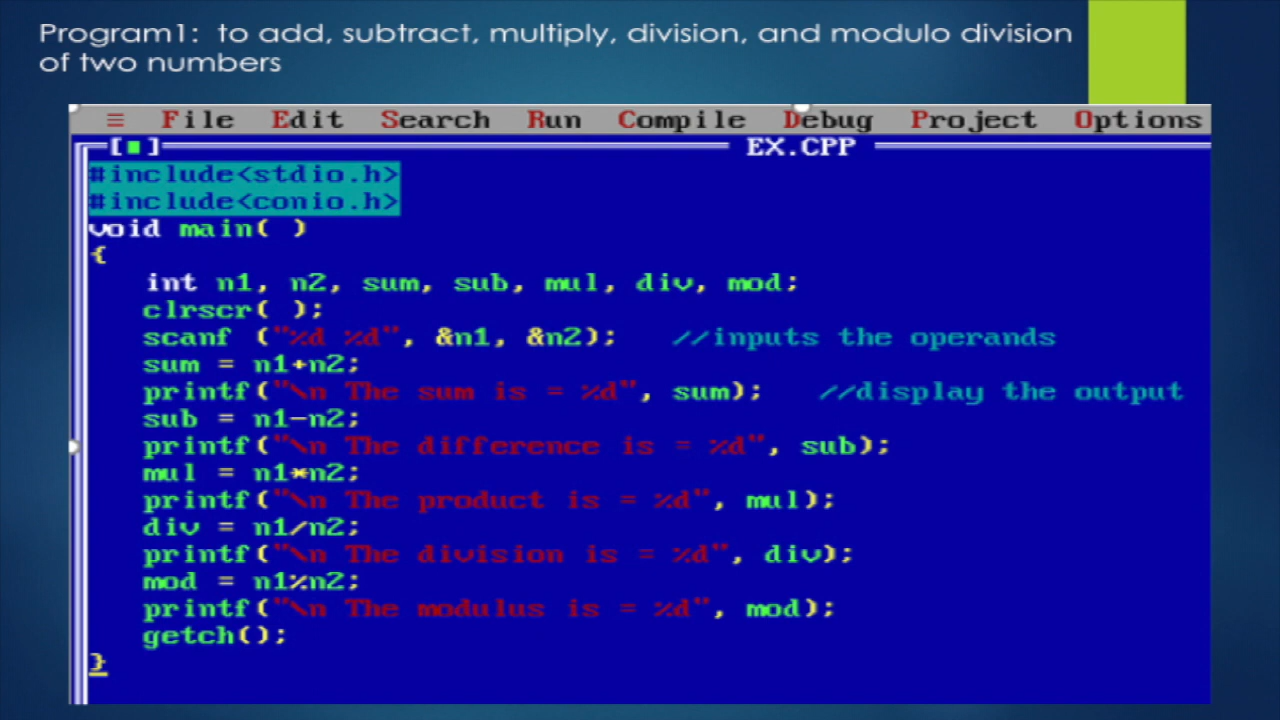 Program1: to add, subtract, multiply, division, and modulo division
of two numbers
≡ File Edit Search Run Compile Debug Project Options
[■] EX.CPP
#include<stdio.h>
#include<conio.h>
void main( )
{
int n1, n2, sum, sub, mul, div, mod;
clrscr( );
scanf ("%d %d", &n1, &n2); //inputs the operands
sum = n1+n2;
printf("\n The sum is = %d", sum); //display the output
sub = n1-n2;
printf("\n The difference is = %d", sub);
mul = n1*n2;
printf("\n The product is = %d", mul);
div = n1/n2;
printf("\n The division is = %d", div);
mod = n1%n2;
printf("\n The modulus is = %d", mod);
getch();
}